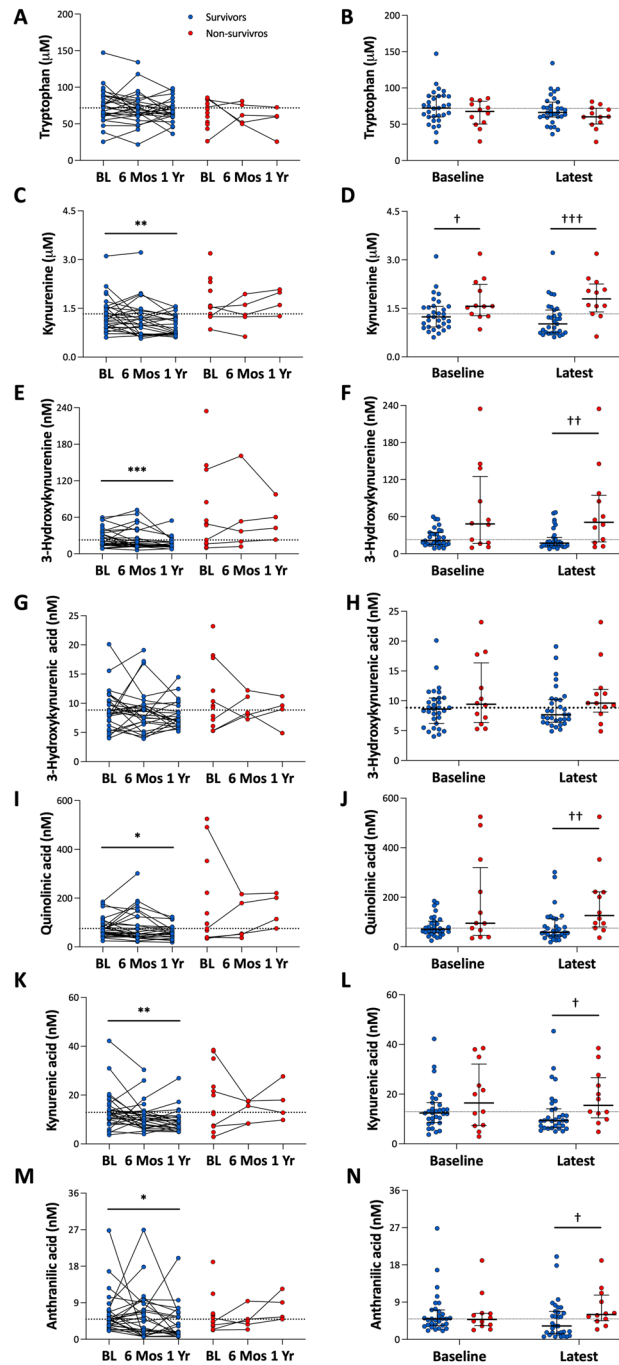 A
B
Survivors
Non-survivros
Tryptophan (µM)
200
150
100
50
0
BL 6 Mos 1 Yr BL 6 Mos 1 Yr
Tryptophan (µM)
200
150
100
50
0
Baseline Latest
C
D
Kynurenine (µM)
4.5
3.0
1.5
0.0
**
BL 6 Mos 1 Yr BL 6 Mos 1 Yr
Kynurenine (µM)
4.5
3.0
1.5
0.0
† †††
Baseline Latest
E
F
3-Hydroxykynurenine (nM)
240
180
120
60
0
***
BL 6 Mos 1 Yr BL 6 Mos 1 Yr
3-Hydroxykynurenine (nM)
240
180
120
60
0
††
Baseline Latest
G
H
3-Hydroxykynurenic acid (nM)
25
20
15
10
5
0
BL 6 Mos 1 Yr BL 6 Mos 1 Yr
3-Hydroxykynurenic acid (nM)
25
20
15
10
5
0
Baseline Latest
I
J
Quinolinic acid (nM)
600
400
200
0
*
BL 6 Mos 1 Yr BL 6 Mos 1 Yr
Quinolinic acid (nM)
600
400
200
0
††
Baseline Latest
K
L
Kynurenic acid (nM)
60
40
20
0
**
BL 6 Mos 1 Yr BL 6 Mos 1 Yr
Kynurenic acid (nM)
60
40
20
0
†
Baseline Latest
M
N
Anthranilic acid (nM)
36
27
18
9
0
*
BL 6 Mos 1 Yr BL 6 Mos 1 Yr
Anthranilic acid (nM)
36
27
18
9
0
†
Baseline Latest